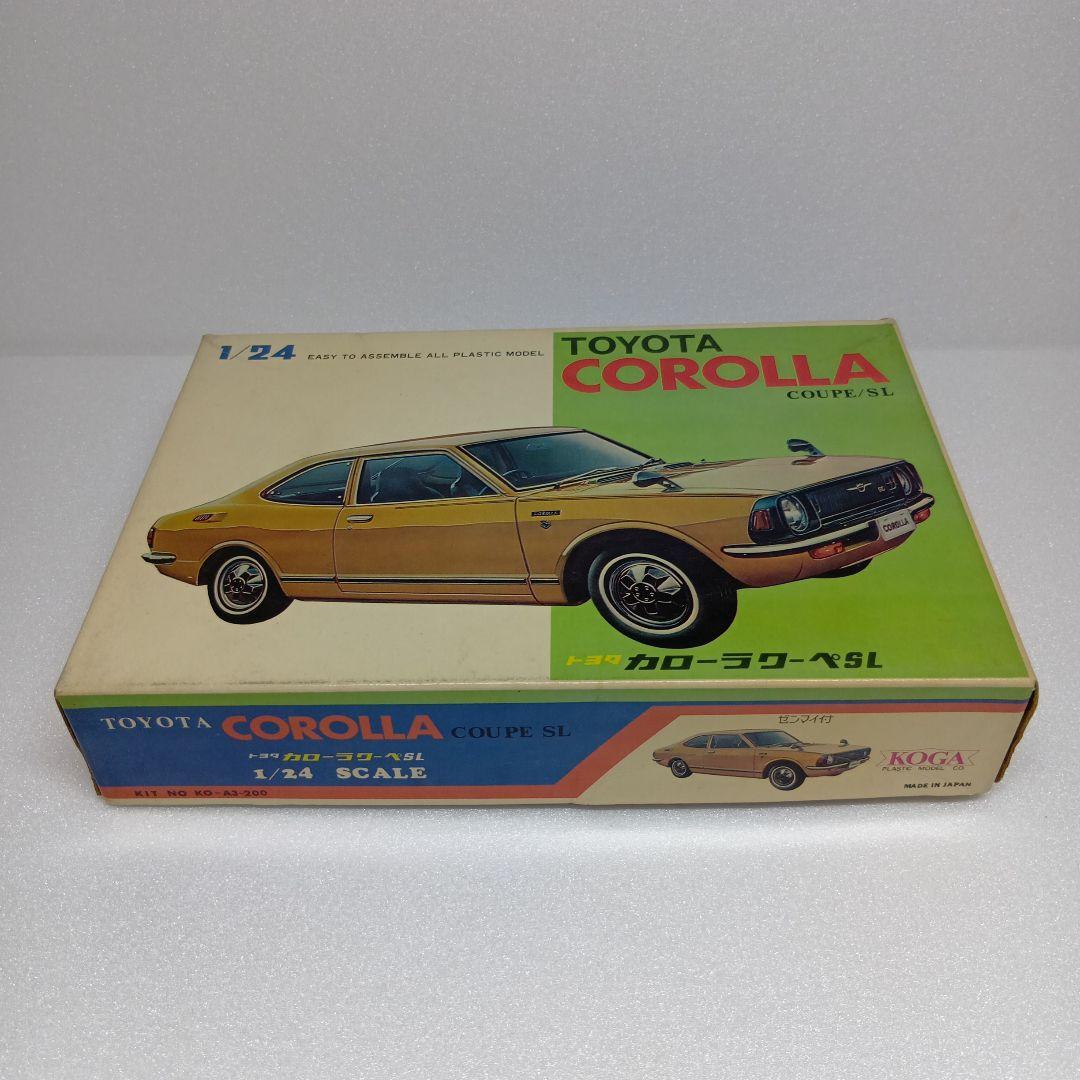 1/24 EASY TO ASSEMBLE ALL PLASTIC MODEL
TOYOTA
COROLLA
COUPE/SL
COROLLA
トヨタ カローラクーペSL
TOYOTA COROLLA COUPE SL
トヨタ カローラクーペSL
1/24 SCALE
KIT NO KO-A3-200
ゼンマイ付
KOGA
PLASTIC MODEL CO.
MADE IN JAPAN